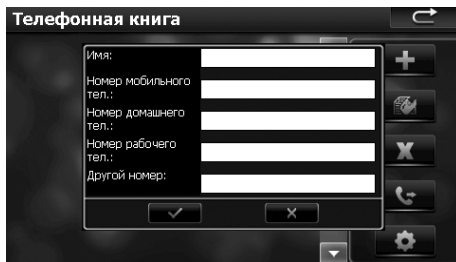 Телефонная книга
Имя:
Номер мобильного
тел.:
Номер домашнего
тел.:
Номер рабочего
тел.:
Другой номер: